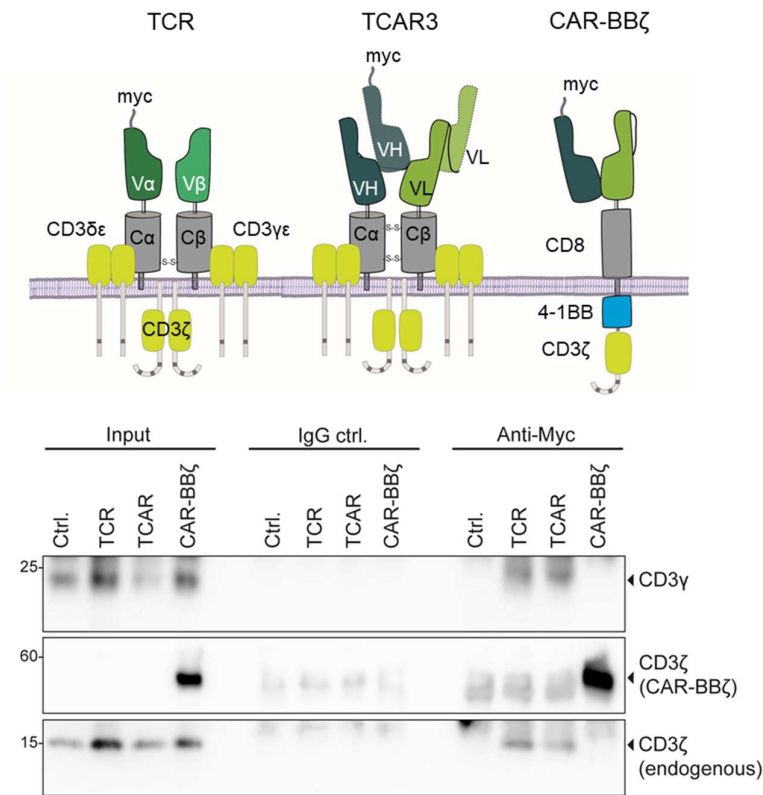 TCR
TCAR3
CAR-BBζ
myc
myc
myc
Vα
Vβ
VH
VH
VL
VL
CD3δε
Cα
Cβ
CD3γε
-s-s-
Cα
-s-s-
-s-s-
Cβ
CD8
4-1BB
CD3ζ
CD3ζ
Input
IgG ctrl.
Anti-Myc
Ctrl.
TCR
TCAR
CAR-BBζ
Ctrl.
TCR
TCAR
CAR-BBζ
Ctrl.
TCR
TCAR
CAR-BBζ
25-
CD3γ
60-
CD3ζ
(CAR-BBζ)
15-
CD3ζ
(endogenous)